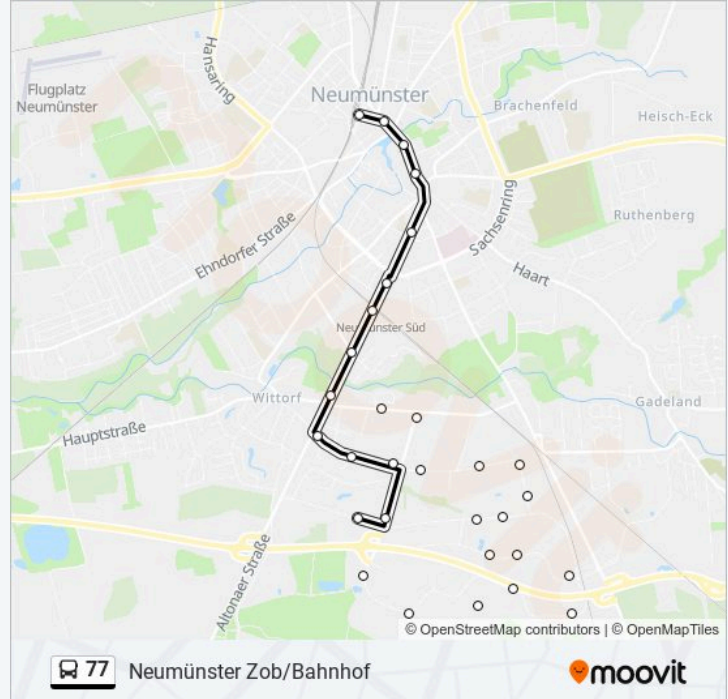 Hansaring
Flugplatz
Neumünster
Neumünster
Brachenfeld
Heisch-Eck
Ehndorfer Straße
Sachsenring
Ruthenberg
Haart
Neumünster Süd
Wittorf
Gadeland
Hauptstraße
Altonaer Straße
© OpenStreetMap contributors | © OpenMapTiles
77 Neumünster Zob/Bahnhof
moovit